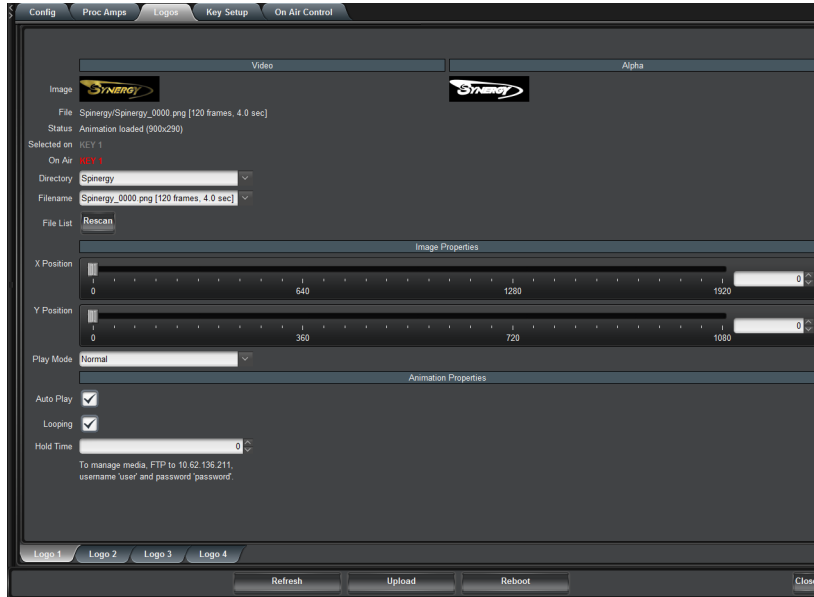 Config Proc Amps Logos Key Setup On Air Control
Video Alpha
Image SYNERGY SYNERGY
File Spinergy/Spinergy_0000.png [120 frames, 4.0 sec]
Status Animation loaded (900x290)
Selected on KEY 1
On Air KEY 1
Directory Spinergy
Filename Spinergy_0000.png [120 frames, 4.0 sec]
File List Rescan
Image Properties
X Position
0
0 640 1280 1920
Y Position
0
0 360 720 1080
Play Mode Normal
Animation Properties
Auto Play
Looping
Hold Time 0
To manage media, FTP to 10.62.136.211,
username 'user' and password 'password'.
Logo 1 Logo 2 Logo 3 Logo 4
Refresh Upload Reboot Close